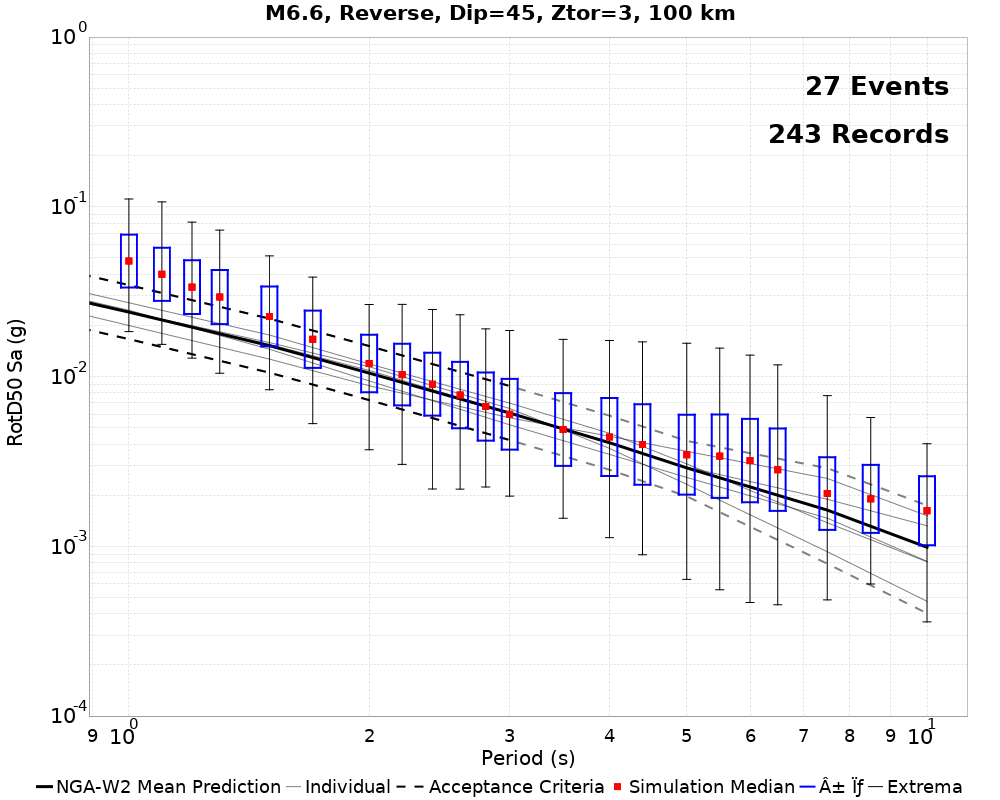 M6.6, Reverse, Dip=45, Ztor=3, 100 km
27 Events
243 Records
RotD50 Sa (g)
10^0
10^-1
10^-2
10^-3
10^-4
9 10^0 2 3 4 5 6 7 8 9 10^1
Period (s)
NGA-W2 Mean Prediction Individual Acceptance Criteria Simulation Median Â± Ïƒ Extrema